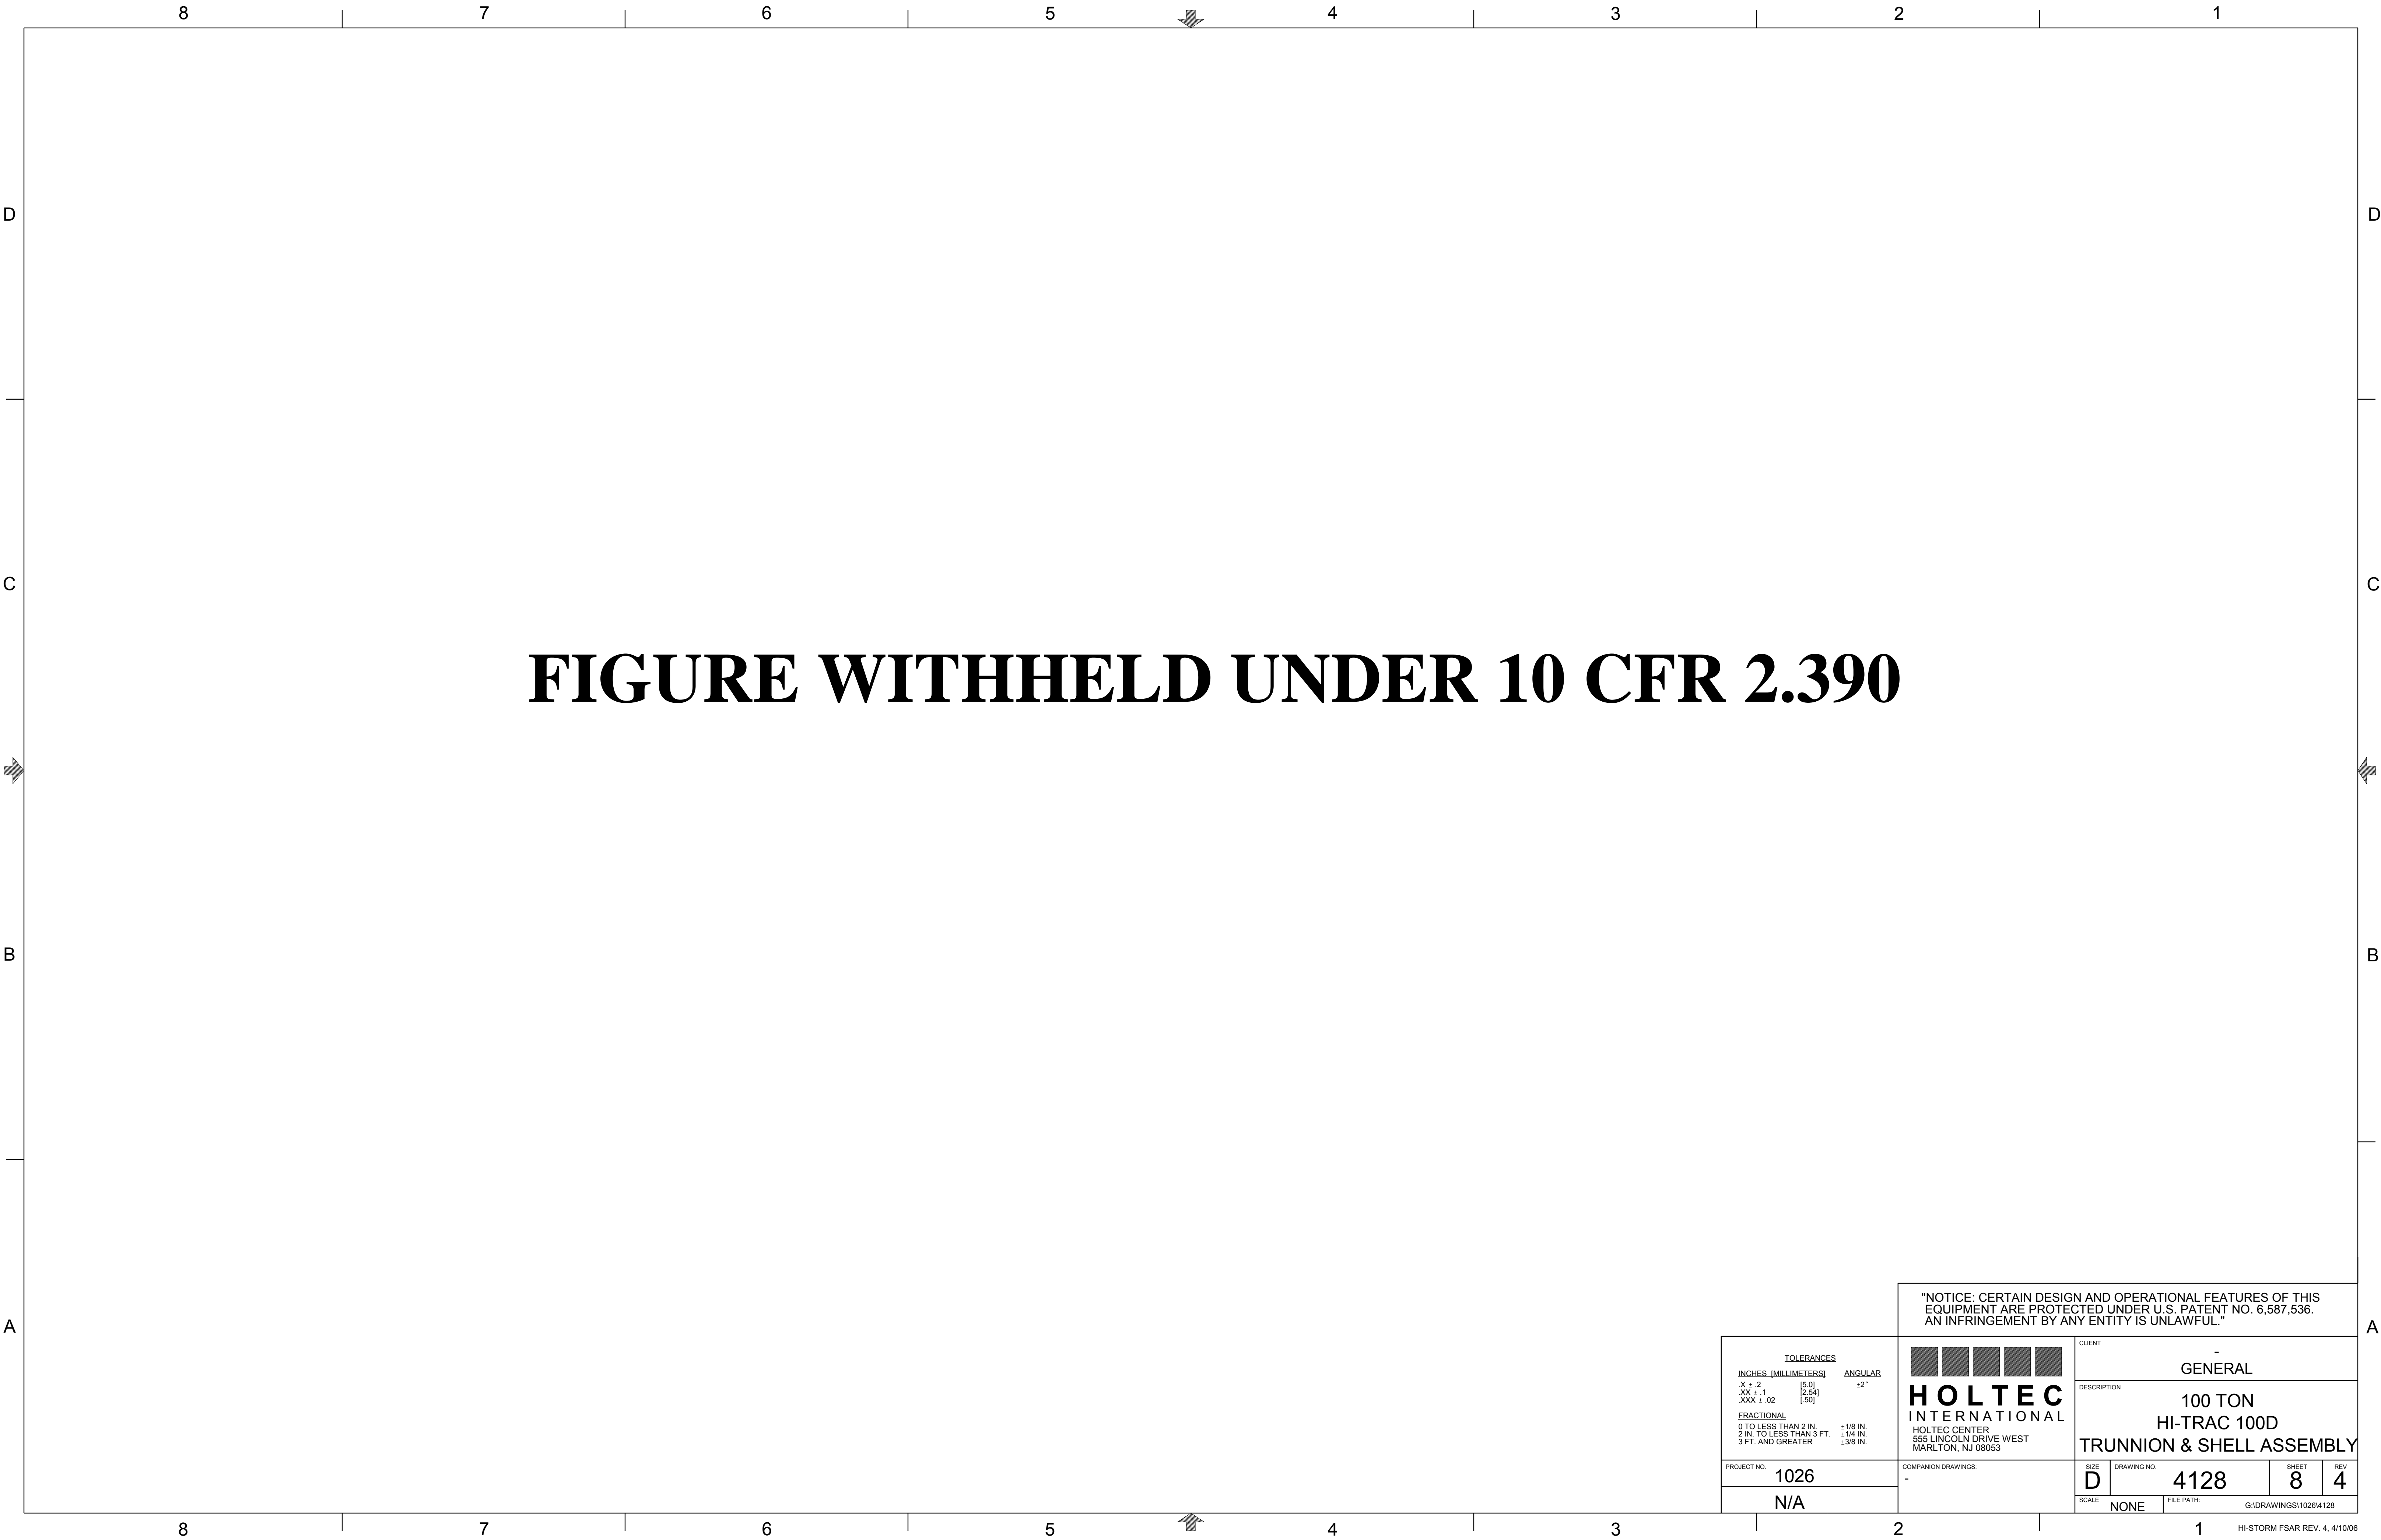 8 7 6 5 4 3 2 1
D D
C C
FIGURE WITHHELD UNDER 10 CFR 2.390
B B
A A
"NOTICE: CERTAIN DESIGN AND OPERATIONAL FEATURES OF THIS
EQUIPMENT ARE PROTECTED UNDER U.S. PATENT NO. 6,587,536.
AN INFRINGEMENT BY ANY ENTITY IS UNLAWFUL."
TOLERANCES
INCHES [MILLIMETERS] ANGULAR
.X ± .2 [5.0] ±2°
.XX ± .1 [2.54]
.XXX ± .02 [.50]
FRACTIONAL
0 TO LESS THAN 2 IN. ±1/8 IN.
2 IN. TO LESS THAN 3 FT. ±1/4 IN.
3 FT. AND GREATER ±3/8 IN.
PROJECT NO.
1026
N/A
HOLTEC
INTERNATIONAL
HOLTEC CENTER
555 LINCOLN DRIVE WEST
MARLTON, NJ 08053
COMPANION DRAWINGS:
-
CLIENT
-
GENERAL
DESCRIPTION
100 TON
HI-TRAC 100D
TRUNNION & SHELL ASSEMBLY
SIZE
D
DRAWING NO.
4128
SHEET
8
REV
4
SCALE
NONE
FILE PATH:
G:\DRAWINGS\1026\4128
8 7 6 5 4 3 2 1
HI-STORM FSAR REV. 4, 4/10/06